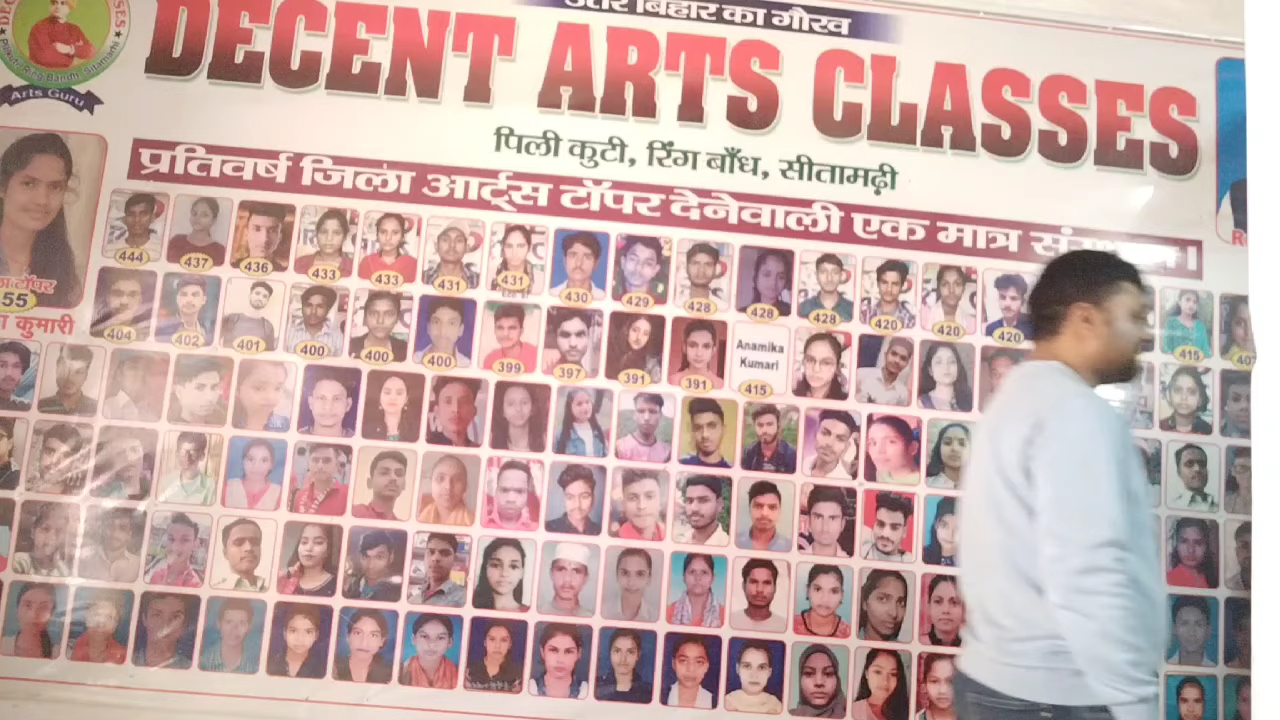 उत्तर बिहार का गौरव
DECENT ARTS CLASSES
Arts Guru
पिली कुटी, रिंग बाँध, सीतामढ़ी
प्रतिवर्ष जिला आर्ट्स टॉपर देनेवाली एक मात्र
टॉपर
55
कुमारी
444 437 436 433 433 431 431 430 429 428 428 428 420 420 420 415
404 402 401 400 400 400 399 397 391 391
Anamika
Kumari
415